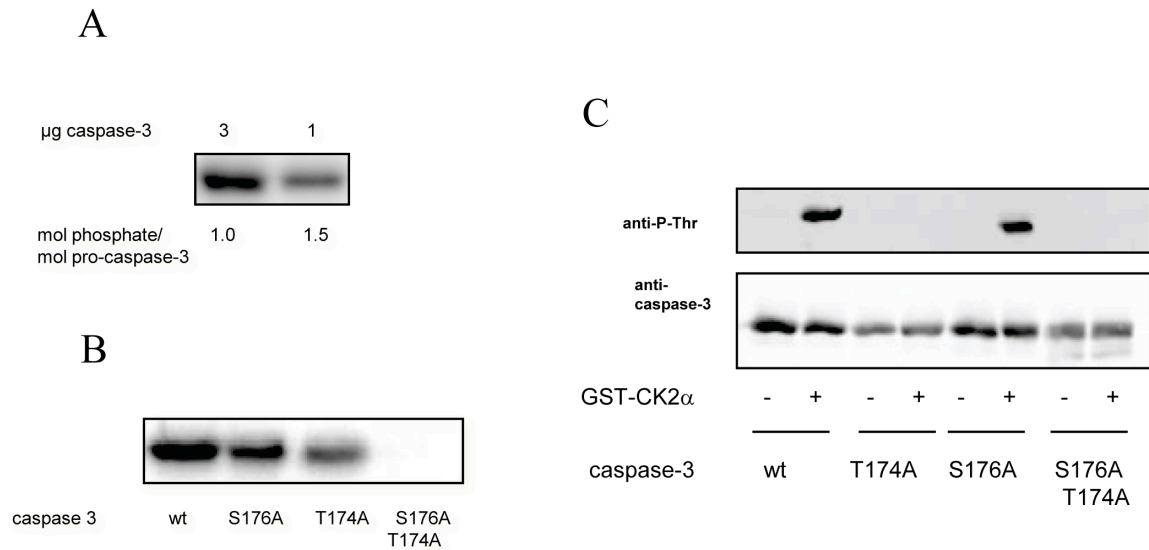 A
µg caspase-3 3 1
mol phosphate/
mol pro-caspase-3 1.0 1.5
B
caspase 3 wt S176A T174A S176A
T174A
C
anti-P-Thr
anti-
caspase-3
GST-CK2α - + - + - + - +
caspase-3 wt T174A S176A S176A
T174A